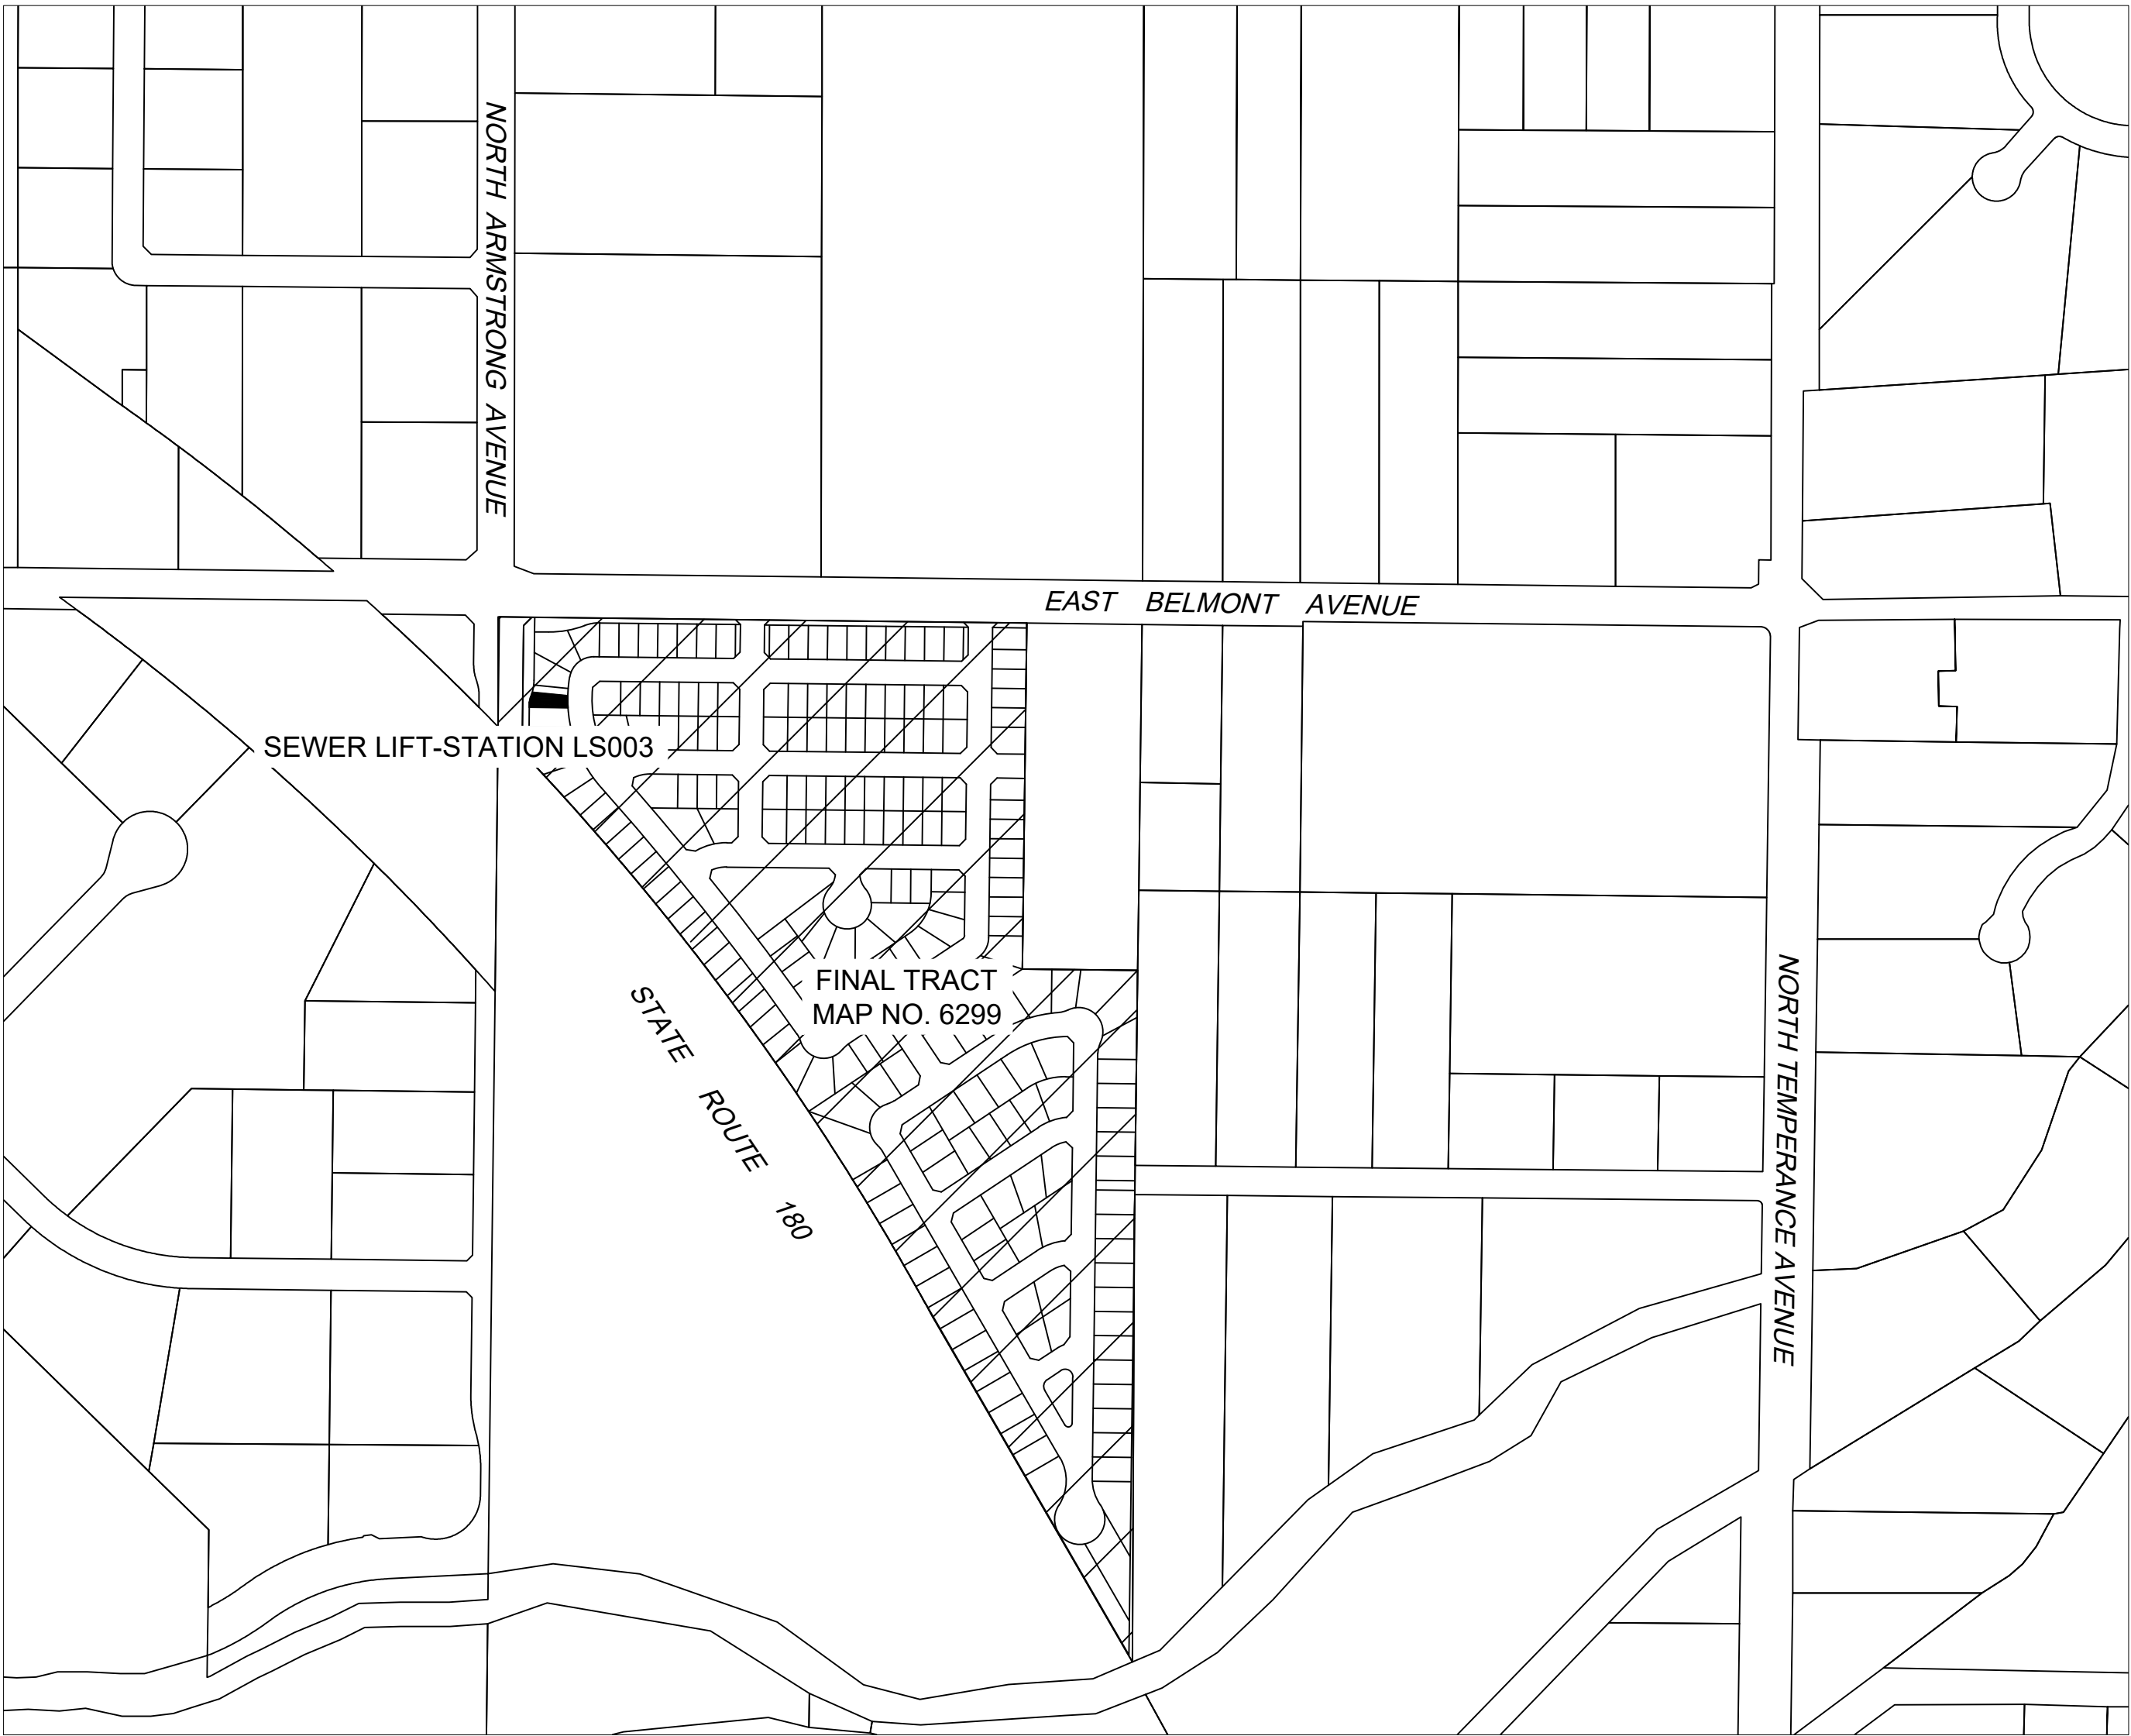 NORTH ARMSTRONG AVENUE
EAST BELMONT AVENUE
SEWER LIFT-STATION LS003
FINAL TRACT
MAP NO. 6299
STATE ROUTE 180
NORTH TEMPERANCE AVENUE